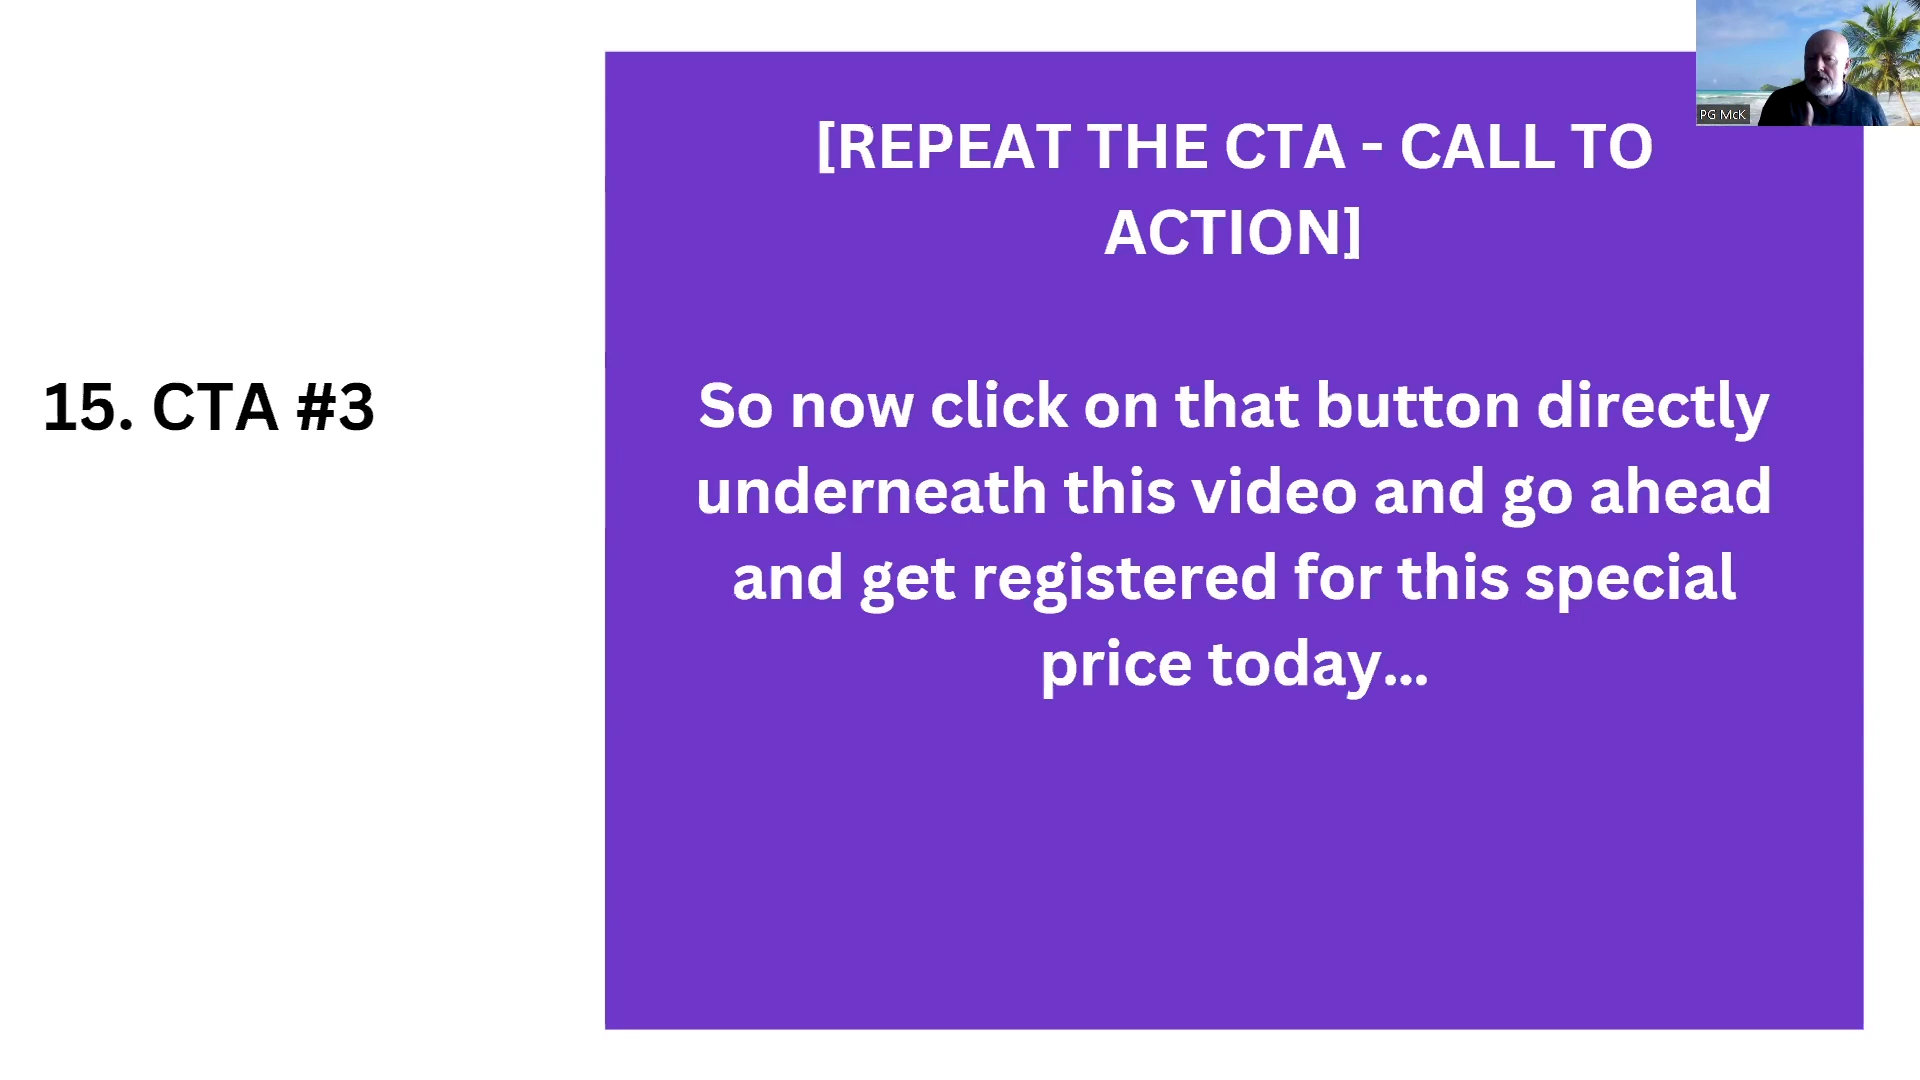 PG McK
[REPEAT THE CTA - CALL TO
ACTION]
15. CTA #3
So now click on that button directly
underneath this video and go ahead
and get registered for this special
price today...